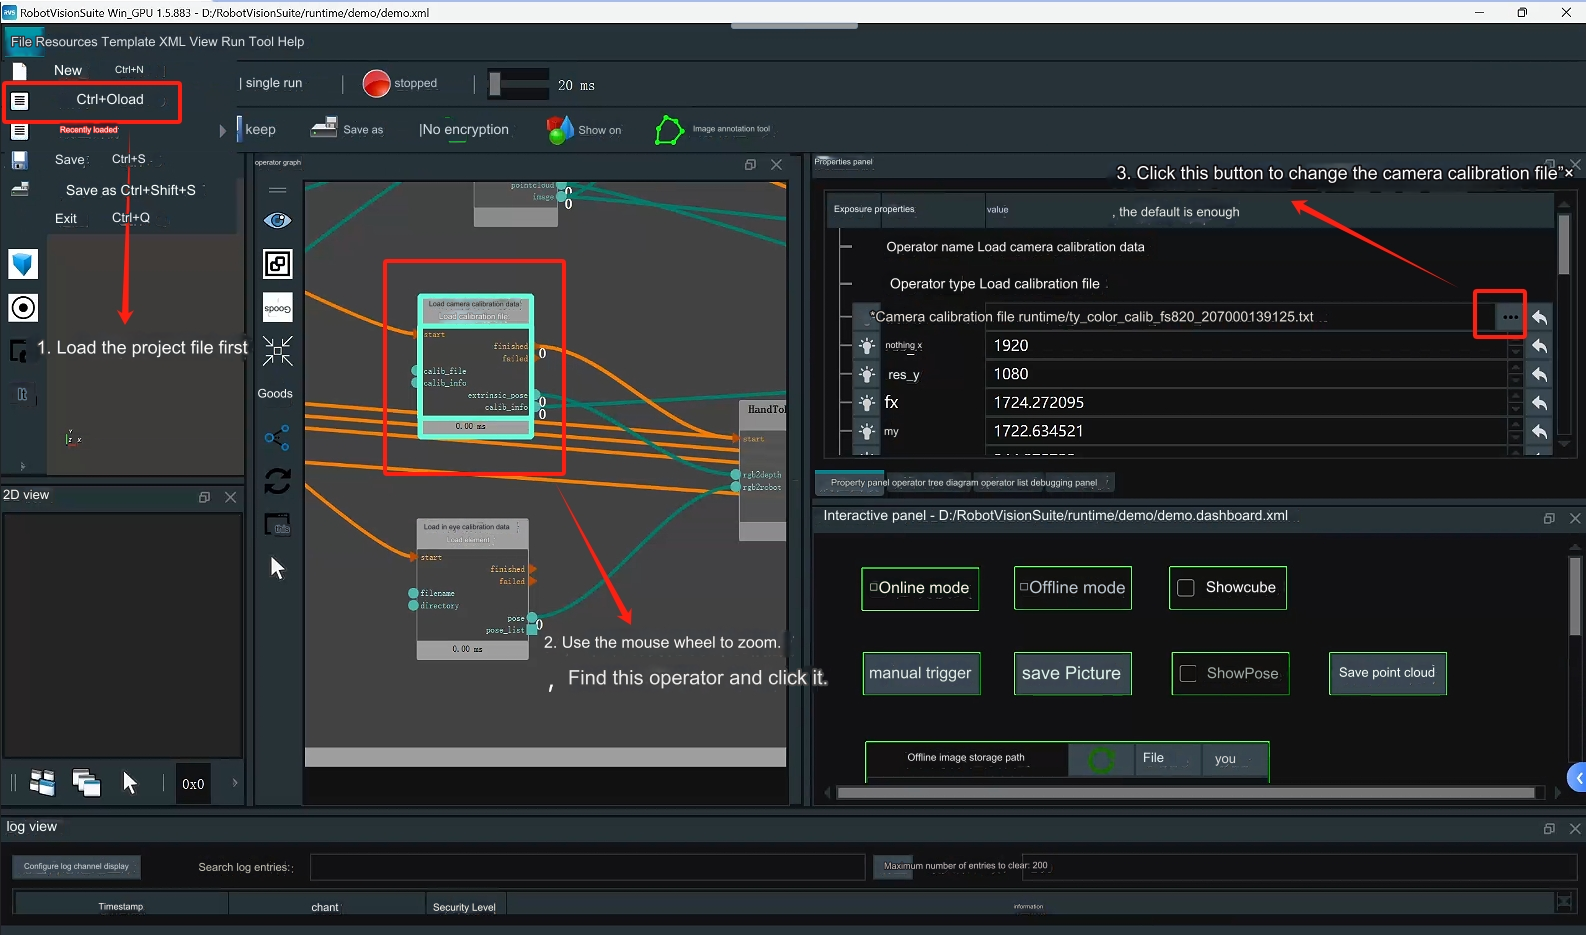 RobotVisionSuite Win_GPU 1.5.883 - D:/RobotVisionSuite/runtime/demo/demo.xml
File Resources Template XML View Run Tool Help
New Ctrl+N
single run
stopped
20 ms
Ctrl+Oload
Recently loaded
keep
Save as
No encryption
Show on
Image annotation tool
Save Ctrl+S
Save as Ctrl+Shift+S
Exit Ctrl+Q
1. Load the project file first
operator graph
pointcloud
image
0
0
Load camera calibration data
Load calibration file
start
finished
failed
0
calib_file
calib_info
extrinsic_pose
calib_info
0
0
0.00 ms
Goods
Goods
start
rgb2depth
rgb2robot
Load in eye calibration data
Load element
start
finished
failed
filename
directory
pose
pose_list
0
0.00 ms
2. Use the mouse wheel to zoom.
, Find this operator and click it.
Properties panel
3. Click this button to change the camera calibration file"
Exposure properties
value
, the default is enough
Operator name Load camera calibration data
Operator type Load calibration file
*Camera calibration file runtime/ty_color_calib_fs820_207000139125.txt
nothing_x 1920
res_y 1080
fx 1724.272095
my 1722.634521
Property panel operator tree diagram operator list debugging panel
2D view
0x0
Interactive panel - D:/RobotVisionSuite/runtime/demo/demo.dashboard.xml
Online mode
Offline mode
Showcube
manual trigger
save Picture
ShowPose
Save point cloud
Offline image storage path
File
you
log view
Configure log channel display
Search log entries:
Maximum number of entries to clear: 200
Timestamp
chant
Security Level
information